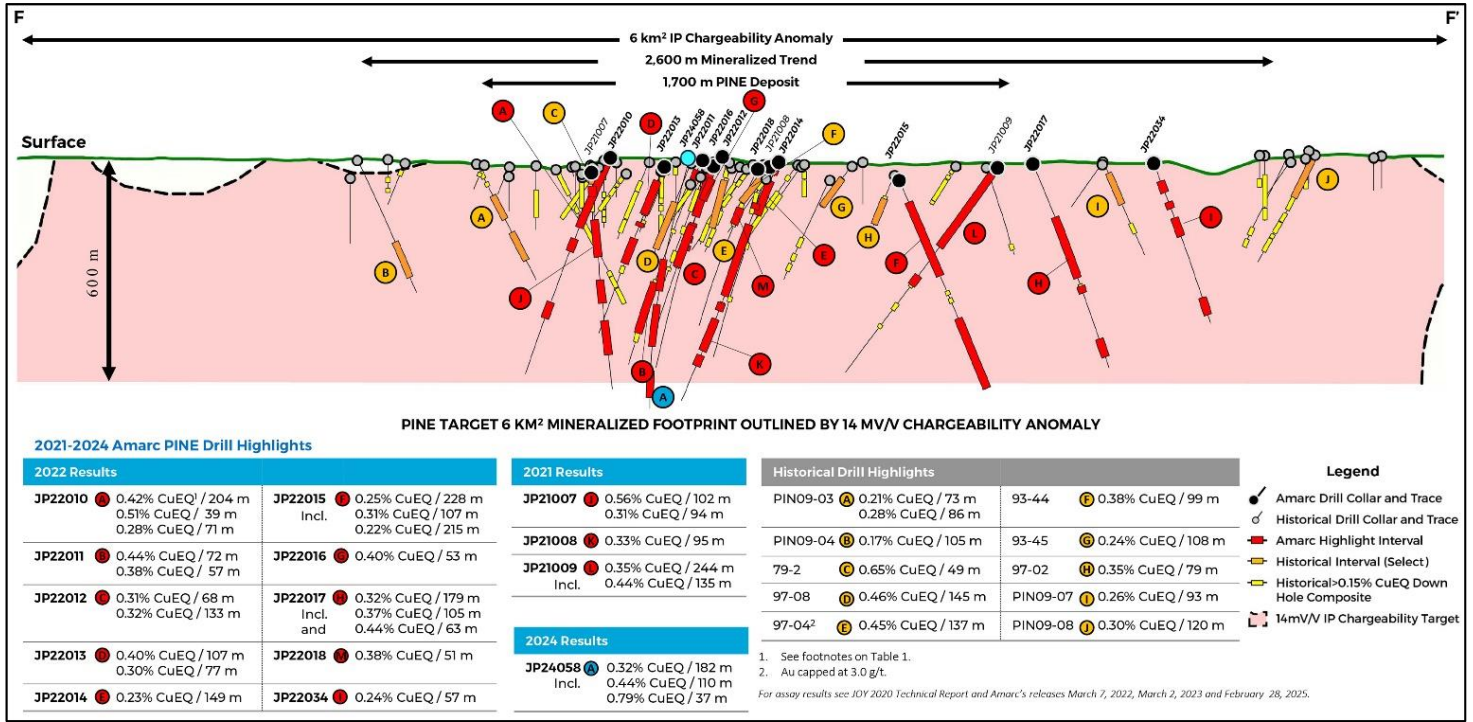 F F'
6 km² IP Chargeability Anomaly
2,600 m Mineralized Trend
1,700 m PINE Deposit
A C G
JP21007 JP22010 D JP22013 JP24058 JP22011 JP22016 JP22012 JP22018 JP21008 JP22014 F JP22015 JP21009 JP22017 JP22034
Surface
600 m
A B J D C E M E G H F L H I I J
B A K
PINE TARGET 6 KM² MINERALIZED FOOTPRINT OUTLINED BY 14 MV/V CHARGEABILITY ANOMALY
2021-2024 Amarc PINE Drill Highlights
2022 Results
JP22010 A 0.42% CuEQ¹ / 204 m
0.51% CuEQ / 39 m
0.28% CuEQ / 71 m
JP22011 B 0.44% CuEQ / 72 m
0.38% CuEQ / 57 m
JP22012 C 0.31% CuEQ / 68 m
0.32% CuEQ / 133 m
JP22013 D 0.40% CuEQ / 107 m
0.30% CuEQ / 77 m
JP22014 E 0.23% CuEQ / 149 m
JP22015 F 0.25% CuEQ / 228 m
Incl. 0.31% CuEQ / 107 m
0.22% CuEQ / 215 m
JP22016 G 0.40% CuEQ / 53 m
JP22017 H 0.32% CuEQ / 179 m
Incl. 0.37% CuEQ / 105 m
and 0.44% CuEQ / 63 m
JP22018 M 0.38% CuEQ / 51 m
JP22034 I 0.24% CuEQ / 57 m
2021 Results
JP21007 J 0.56% CuEQ / 102 m
0.31% CuEQ / 94 m
JP21008 K 0.33% CuEQ / 95 m
JP21009 L 0.35% CuEQ / 244 m
Incl. 0.44% CuEQ / 135 m
2024 Results
JP24058 A 0.32% CuEQ / 182 m
Incl. 0.44% CuEQ / 110 m
0.79% CuEQ / 37 m
Historical Drill Highlights
PIN09-03 A 0.21% CuEQ / 73 m
0.28% CuEQ / 86 m
PIN09-04 B 0.17% CuEQ / 105 m
79-2 C 0.65% CuEQ / 49 m
97-08 D 0.46% CuEQ / 145 m
97-04² E 0.45% CuEQ / 137 m
93-44 F 0.38% CuEQ / 99 m
93-45 G 0.24% CuEQ / 108 m
97-02 H 0.35% CuEQ / 79 m
PIN09-07 I 0.26% CuEQ / 93 m
PIN09-08 J 0.30% CuEQ / 120 m
1. See footnotes on Table 1.
2. Au capped at 3.0 g/t.
For assay results see JOY 2020 Technical Report and Amarc's releases March 7, 2022, March 2, 2023 and February 28, 2025.
Legend
Amarc Drill Collar and Trace
Historical Drill Collar and Trace
Amarc Highlight Interval
Historical Interval (Select)
Historical>0.15% CuEQ Down
Hole Composite
14mV/V IP Chargeability Target